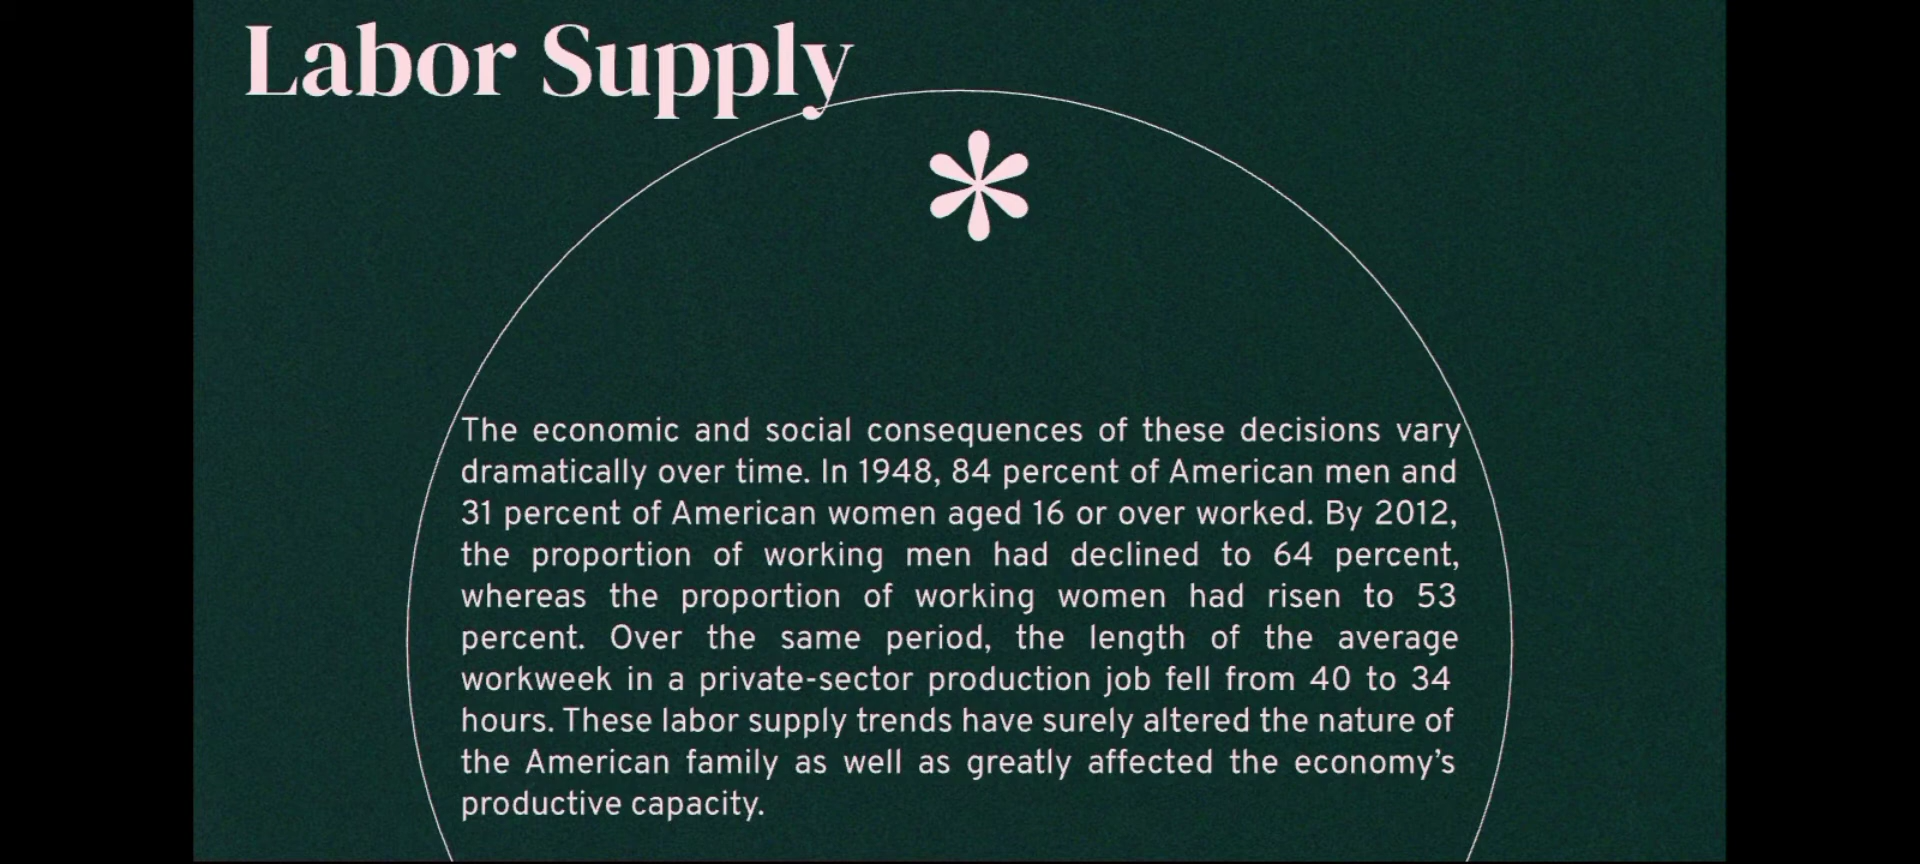 Labor Supply
The economic and social consequences of these decisions vary
dramatically over time. In 1948, 84 percent of American men and
31 percent of American women aged 16 or over worked. By 2012,
the proportion of working men had declined to 64 percent,
whereas the proportion of working women had risen to 53
percent. Over the same period, the length of the average
workweek in a private-sector production job fell from 40 to 34
hours. These labor supply trends have surely altered the nature of
the American family as well as greatly affected the economy’s
productive capacity.